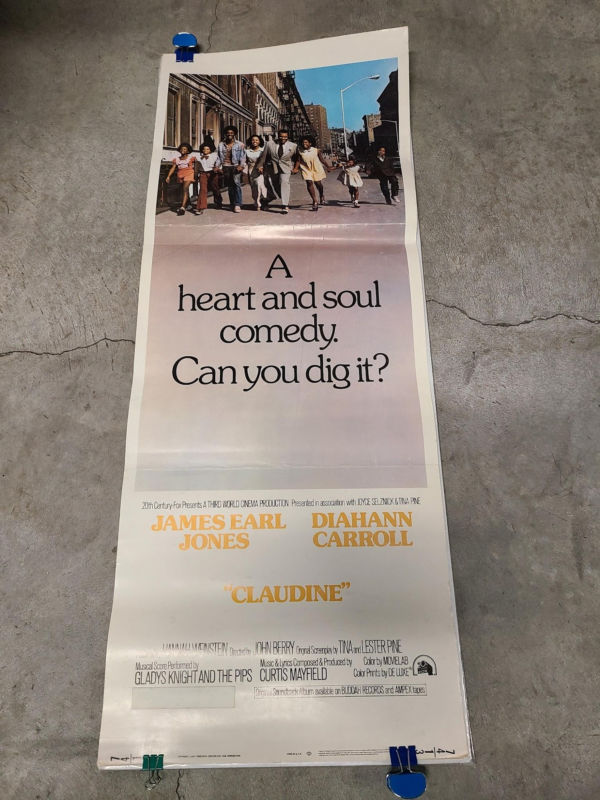 A
heart and soul
comedy.
Can you dig it?
20th Century-Fox Presents A THIRD WORLD CINEMA PRODUCTION Presented in association with JOYCE SELZNICK & TINA PINE
JAMES EARL JONES
DIAHANN CARROLL
"CLAUDINE"
HANNAH WEINSTEIN Directed by JOHN BERRY Original Screenplay by TINA and LESTER PINE
Musical Score Performed by
GLADYS KNIGHT AND THE PIPS
Music & Lyrics Composed & Produced by
CURTIS MAYFIELD
Color by MOVIELAB
Color Prints by DE LUXE
Original Soundtrack Album available on BUDDAH RECORDS and AMPEX tapes